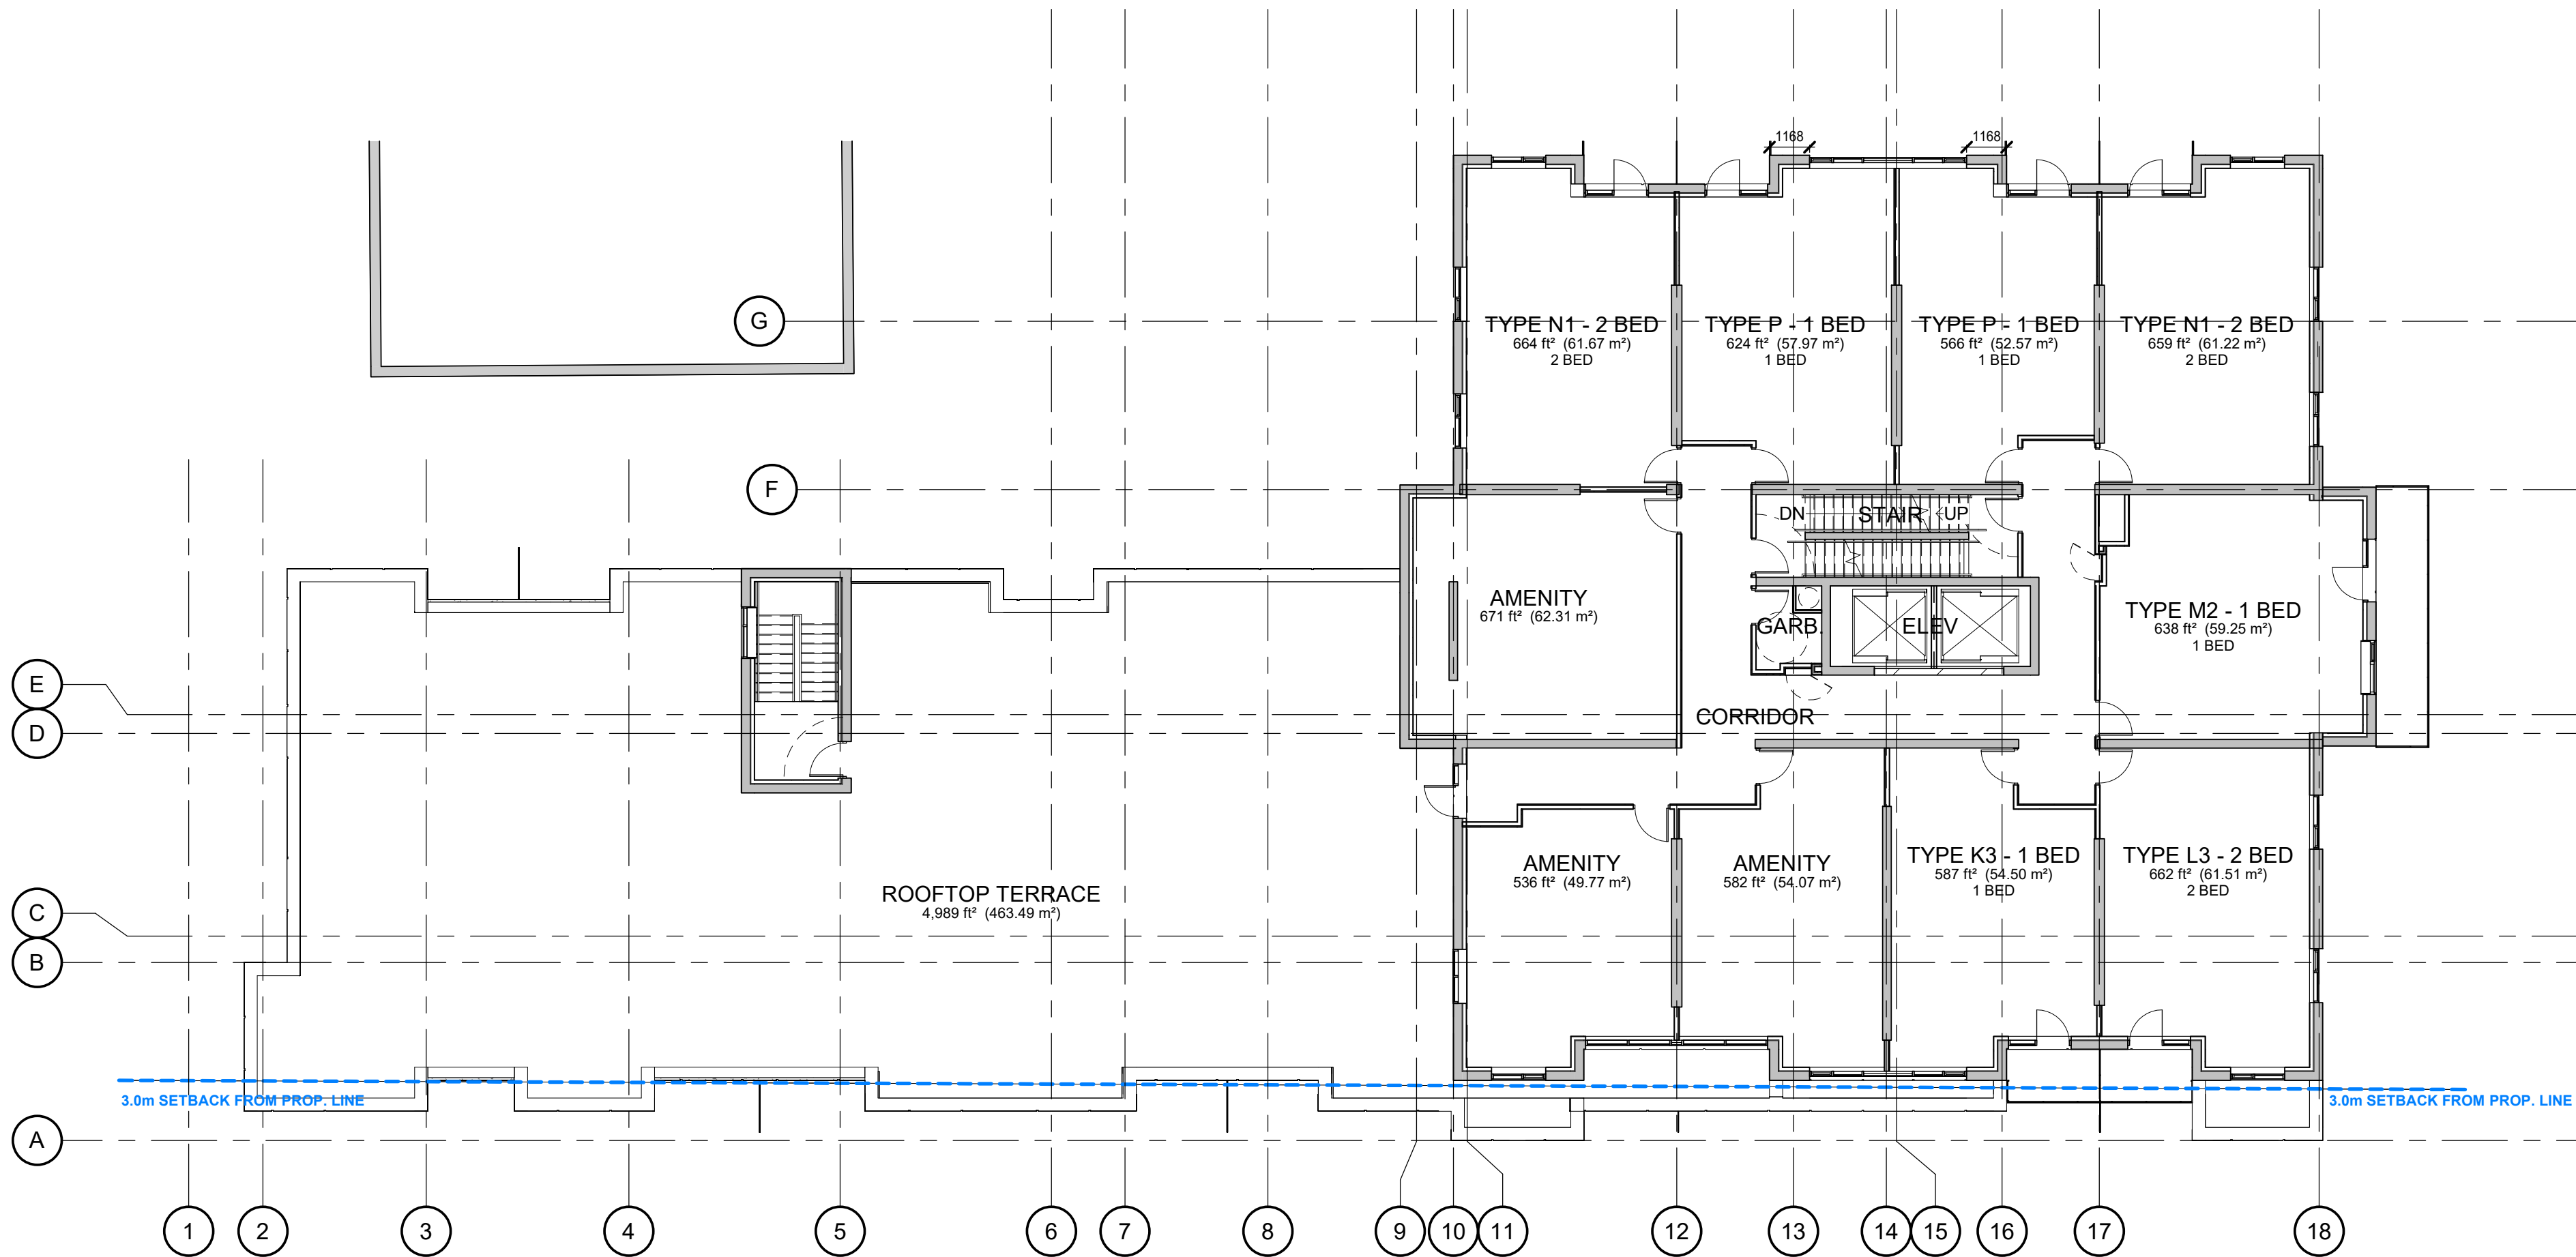 1168
1168
G
TYPE N1 - 2 BED
664 ft² (61.67 m²)
2 BED
TYPE P - 1 BED
624 ft² (57.97 m²)
1 BED
TYPE P - 1 BED
566 ft² (52.57 m²)
1 BED
TYPE N1 - 2 BED
659 ft² (61.22 m²)
2 BED
F
DN
STAIR
UP
AMENITY
671 ft² (62.31 m²)
GARB.
ELEV
TYPE M2 - 1 BED
638 ft² (59.25 m²)
1 BED
E
D
CORRIDOR
ROOFTOP TERRACE
4,989 ft² (463.49 m²)
AMENITY
536 ft² (49.77 m²)
AMENITY
582 ft² (54.07 m²)
TYPE K3 - 1 BED
587 ft² (54.50 m²)
1 BED
TYPE L3 - 2 BED
662 ft² (61.51 m²)
2 BED
C
B
3.0m SETBACK FROM PROP. LINE
3.0m SETBACK FROM PROP. LINE
A
1
2
3
4
5
6
7
8
9
10
11
12
13
14
15
16
17
18